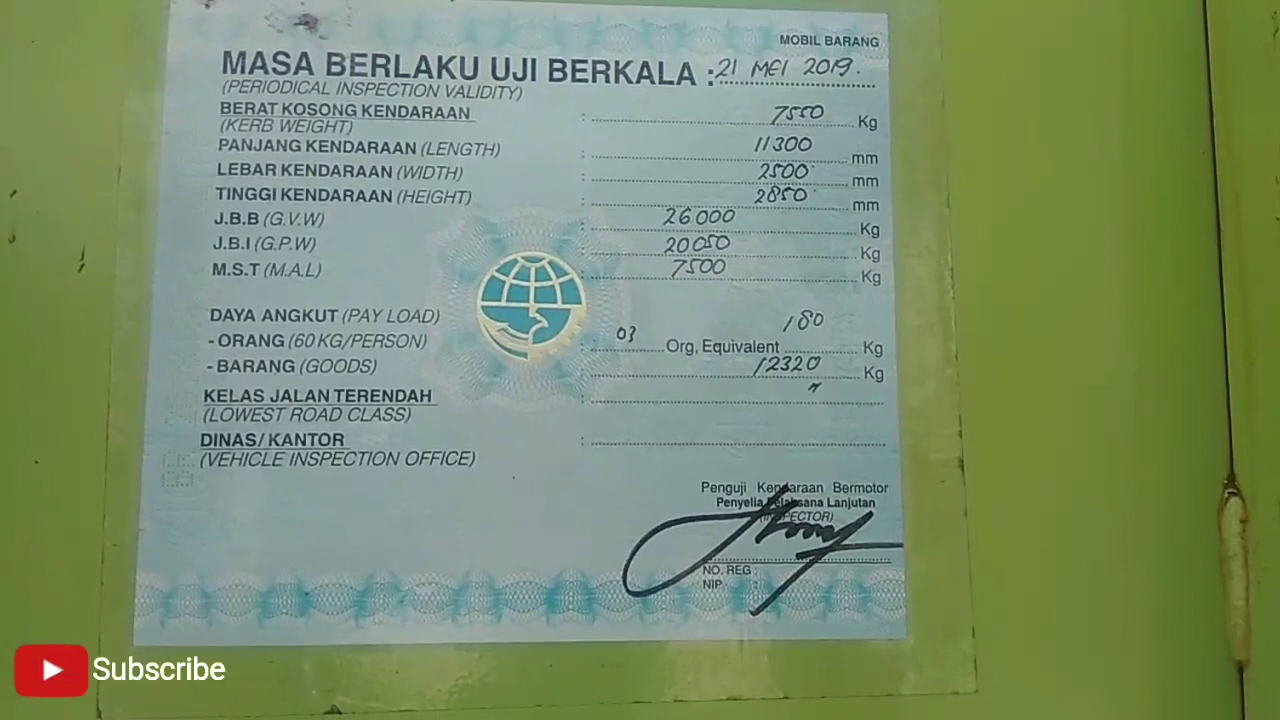 MOBIL BARANG
MASA BERLAKU UJI BERKALA : 21 MEI 2019.
(PERIODICAL INSPECTION VALIDITY)
BERAT KOSONG KENDARAAN : 7550 Kg
(KERB WEIGHT)
PANJANG KENDARAAN (LENGTH) : 11300 mm
LEBAR KENDARAAN (WIDTH) : 2500 mm
TINGGI KENDARAAN (HEIGHT) : 2850 mm
J.B.B (G.V.W) : 26000 Kg
J.B.I (G.P.W) : 20050 Kg
M.S.T (M.A.L) : 7500 Kg
DAYA ANGKUT (PAY LOAD)
- ORANG (60 KG/PERSON) : 03 Org, Equivalent 180 Kg
- BARANG (GOODS) : 12320 Kg
KELAS JALAN TERENDAH :
(LOWEST ROAD CLASS)
DINAS/ KANTOR :
(VEHICLE INSPECTION OFFICE)
Penguji Kendaraan Bermotor
Penyelia Pelaksana Lanjutan
(INSPECTOR)
NO. REG :
NIP :
Subscribe